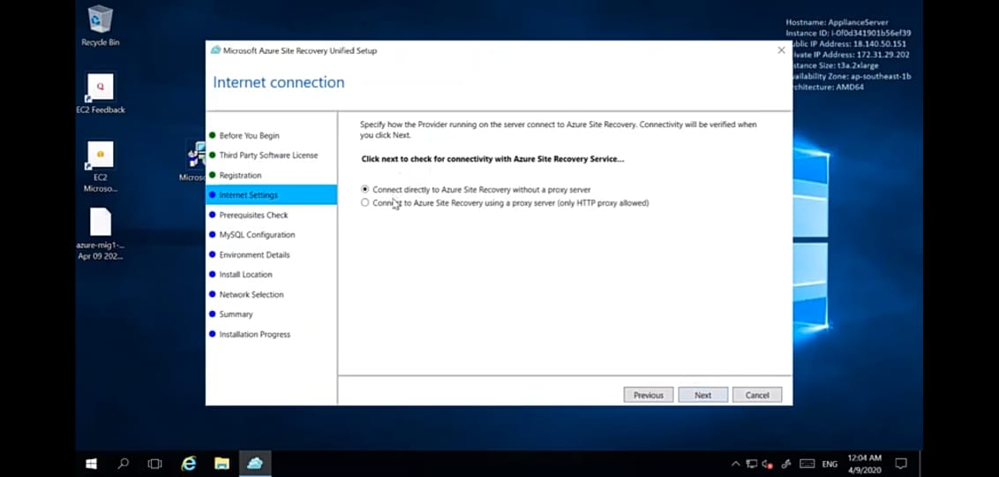 Recycle Bin
EC2 Feedback
EC2
Microso...
azure-mig1-...
Apr 09 202...
Microso
Hostname: ApplianceServer
Instance ID: i-0f0d341901b56ef39
ublic IP Address: 18.140.50.151
ivate IP Address: 172.31.29.202
stance Size: t3a.2xlarge
vailability Zone: ap-southeast-1b
rchitecture: AMD64
Microsoft Azure Site Recovery Unified Setup
Internet connection
Before You Begin
Third Party Software License
Registration
Internet Settings
Prerequisites Check
MySQL Configuration
Environment Details
Install Location
Network Selection
Summary
Installation Progress
Specify how the Provider running on the server connect to Azure Site Recovery. Connectivity will be verified when
you click Next.
Click next to check for connectivity with Azure Site Recovery Service...
Connect directly to Azure Site Recovery without a proxy server
Connect to Azure Site Recovery using a proxy server (only HTTP proxy allowed)
Previous
Next
Cancel
ENG
12:04 AM
4/9/2020